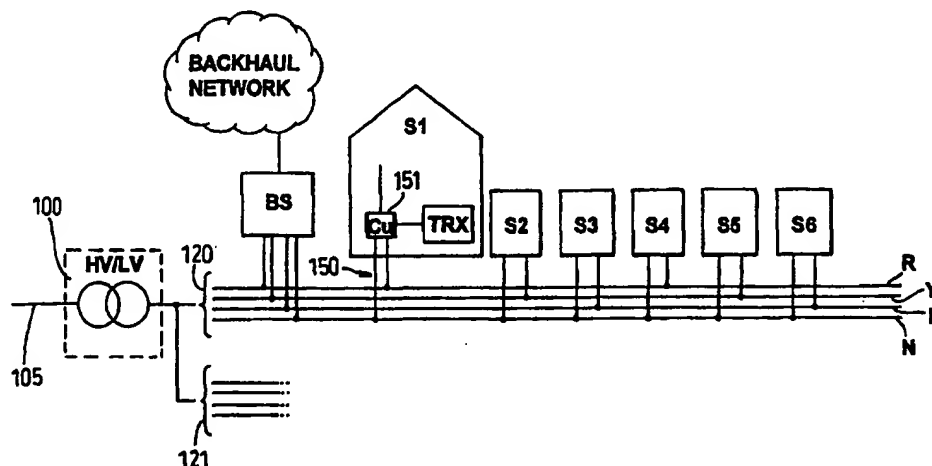 BACKHAUL
NETWORK
S1
BS
151
Cu
TRX
S2
S3
S4
S5
S6
100
HV/LV
120
150
R
Y
N
105
121